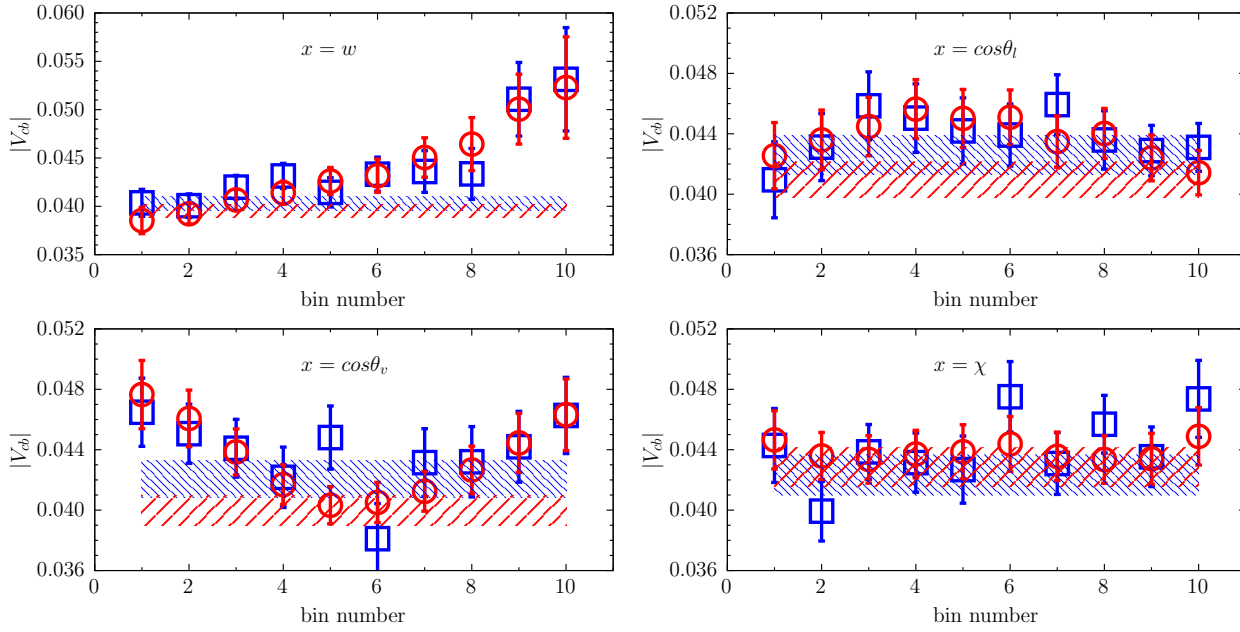 0.060
0.055
0.050
0.045
0.040
0.035
|V_cb|
x = w
0 2 4 6 8 10
bin number
0.052
0.048
0.044
0.040
0.036
|V_cb|
x = cosθ_l
0 2 4 6 8 10
bin number
0.052
0.048
0.044
0.040
0.036
|V_cb|
x = cosθ_v
0 2 4 6 8 10
bin number
0.052
0.048
0.044
0.040
0.036
|V_cb|
x = χ
0 2 4 6 8 10
bin number